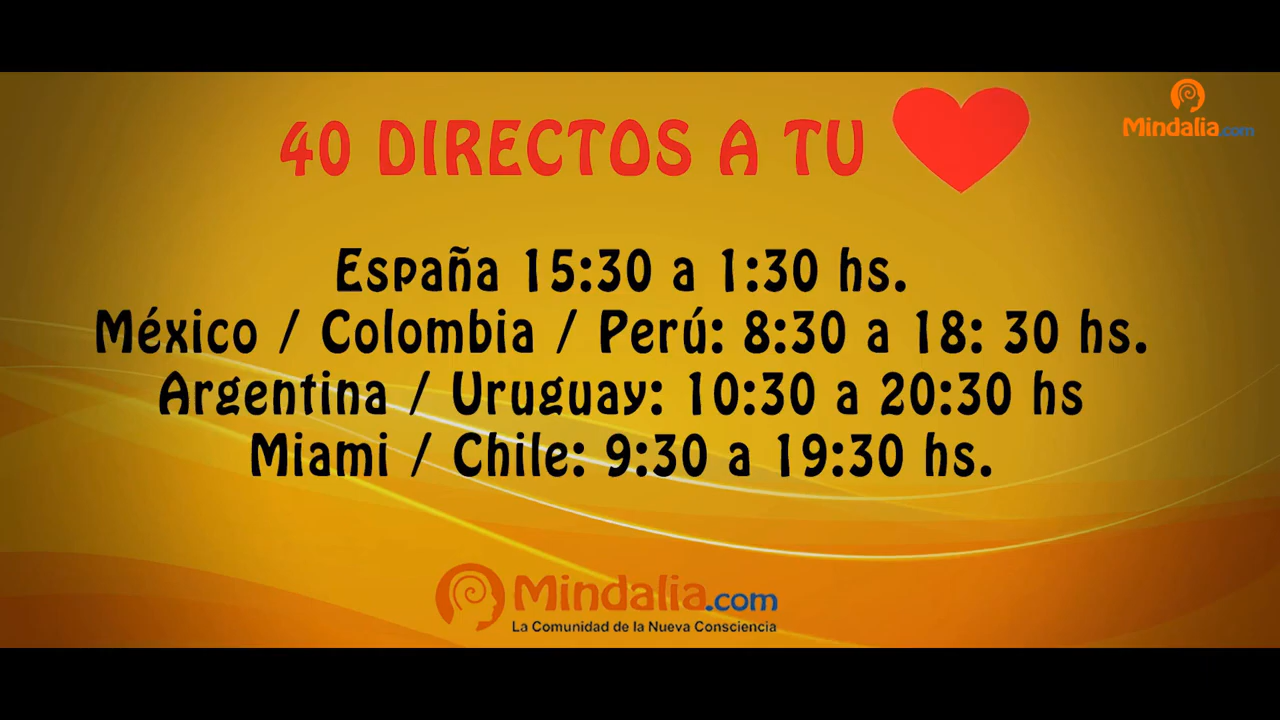 40 DIRECTOS A TU
Mindalia.com
España 15:30 a 1:30 hs.
México / Colombia / Perú: 8:30 a 18: 30 hs.
Argentina / Uruguay: 10:30 a 20:30 hs
Miami / Chile: 9:30 a 19:30 hs.
Mindalia.com
La Comunidad de la Nueva Consciencia